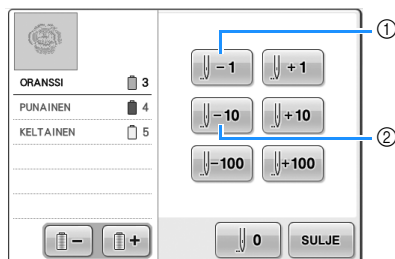 ORANSSI 3
PUNAINEN 4
KELTAINEN 5
− 1
+ 1
− 10
+ 10
−100
+100
− +
0
SULJE
①
②